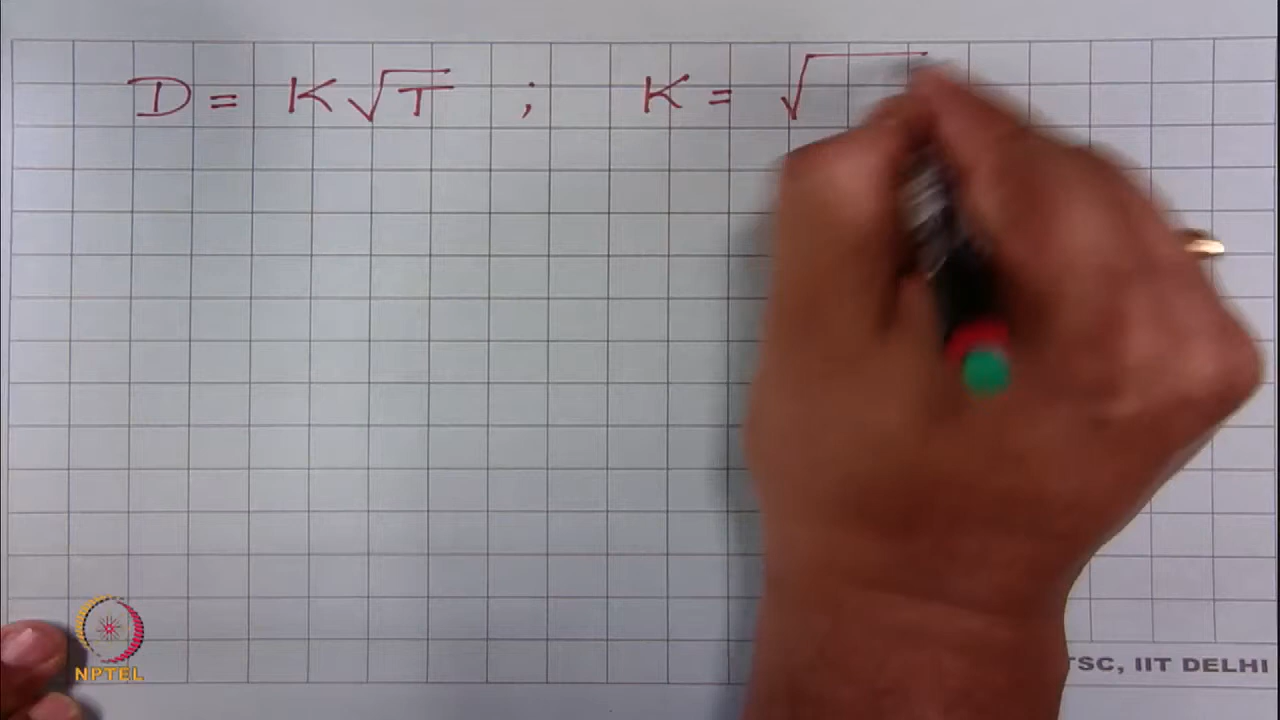 D = K√T ; K = √
NPTEL
TSC, IIT DELHI